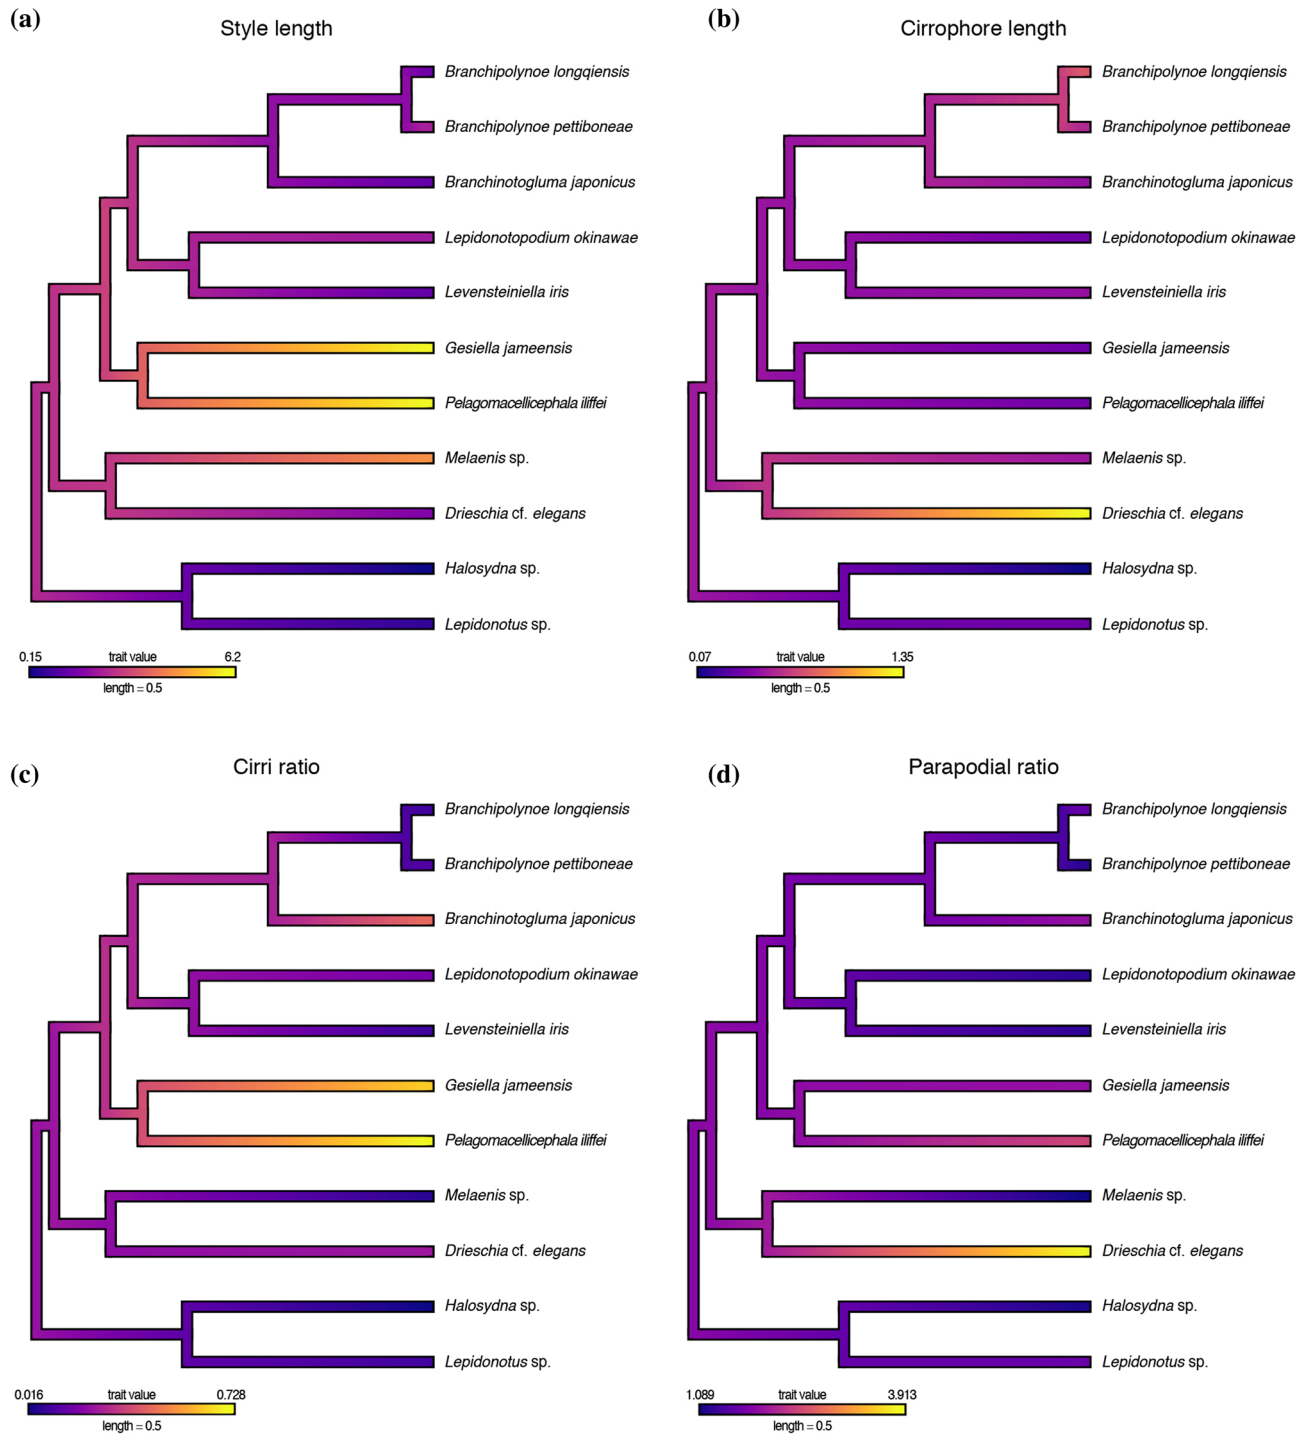 (a)
Style length
Branchipolynoe longqiensis
Branchipolynoe pettiboneae
Branchinotogluma japonicus
Lepidonotopodium okinawae
Levensteiniella iris
Gesiella jameensis
Pelagomacellicephala iliffei
Melaenis sp.
Drieschia cf. elegans
Halosydna sp.
Lepidonotus sp.
0.15 trait value 6.2
length = 0.5
(b)
Cirrophore length
Branchipolynoe longqiensis
Branchipolynoe pettiboneae
Branchinotogluma japonicus
Lepidonotopodium okinawae
Levensteiniella iris
Gesiella jameensis
Pelagomacellicephala iliffei
Melaenis sp.
Drieschia cf. elegans
Halosydna sp.
Lepidonotus sp.
0.07 trait value 1.35
length = 0.5
(c)
Cirri ratio
Branchipolynoe longqiensis
Branchipolynoe pettiboneae
Branchinotogluma japonicus
Lepidonotopodium okinawae
Levensteiniella iris
Gesiella jameensis
Pelagomacellicephala iliffei
Melaenis sp.
Drieschia cf. elegans
Halosydna sp.
Lepidonotus sp.
0.016 trait value 0.728
length = 0.5
(d)
Parapodial ratio
Branchipolynoe longqiensis
Branchipolynoe pettiboneae
Branchinotogluma japonicus
Lepidonotopodium okinawae
Levensteiniella iris
Gesiella jameensis
Pelagomacellicephala iliffei
Melaenis sp.
Drieschia cf. elegans
Halosydna sp.
Lepidonotus sp.
1.089 trait value 3.913
length = 0.5